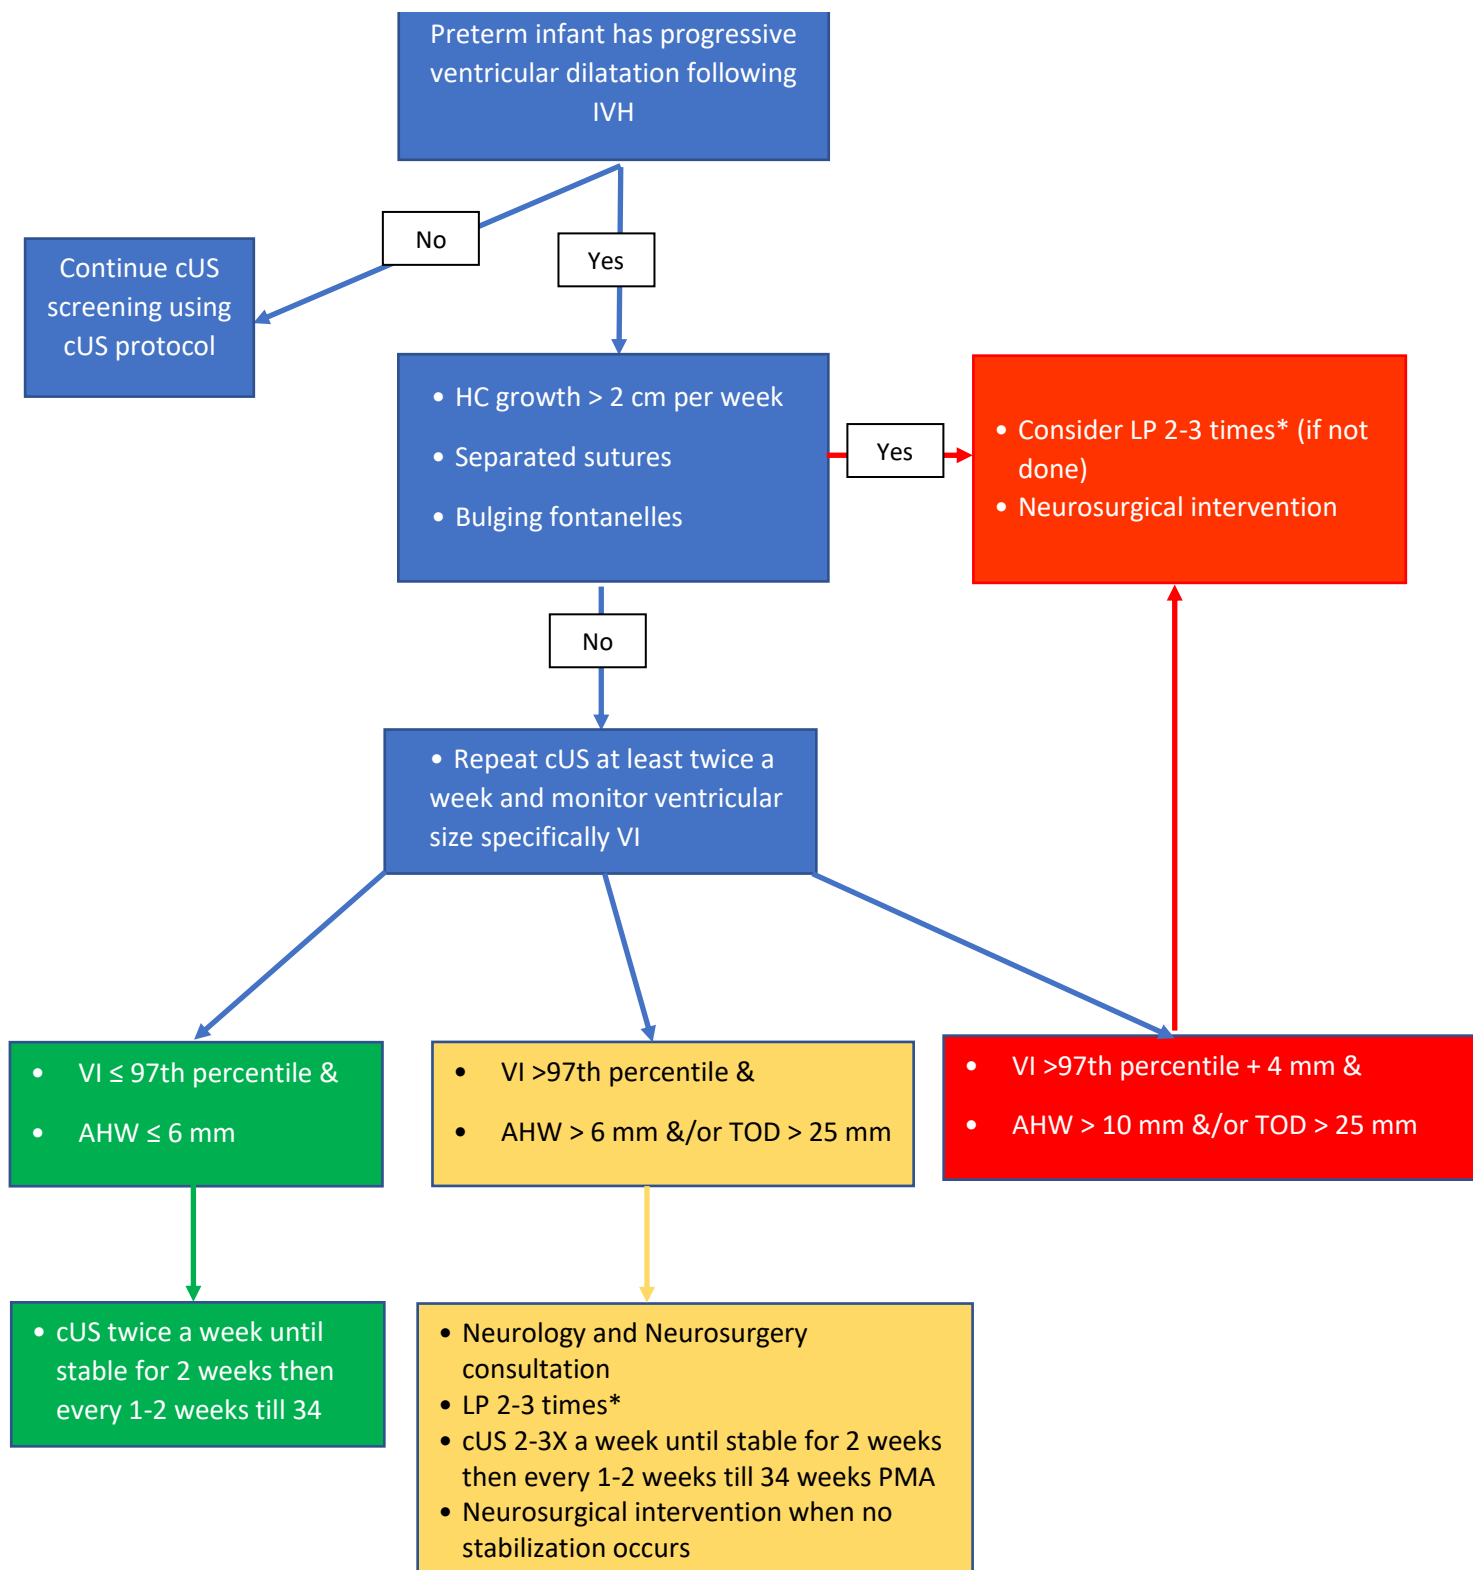 Preterm infant has progressive
ventricular dilatation following
IVH
No
Yes
Continue cUS
screening using
cUS protocol
• HC growth > 2 cm per week
• Separated sutures
• Bulging fontanelles
Yes
• Consider LP 2-3 times* (if not
done)
• Neurosurgical intervention
No
• Repeat cUS at least twice a
week and monitor ventricular
size specifically VI
• VI ≤ 97th percentile &
• AHW ≤ 6 mm
• VI >97th percentile &
• AHW > 6 mm &/or TOD > 25 mm
• VI >97th percentile + 4 mm &
• AHW > 10 mm &/or TOD > 25 mm
• cUS twice a week until
stable for 2 weeks then
every 1-2 weeks till 34
• Neurology and Neurosurgery
consultation
• LP 2-3 times*
• cUS 2-3X a week until stable for 2 weeks
then every 1-2 weeks till 34 weeks PMA
• Neurosurgical intervention when no
stabilization occurs